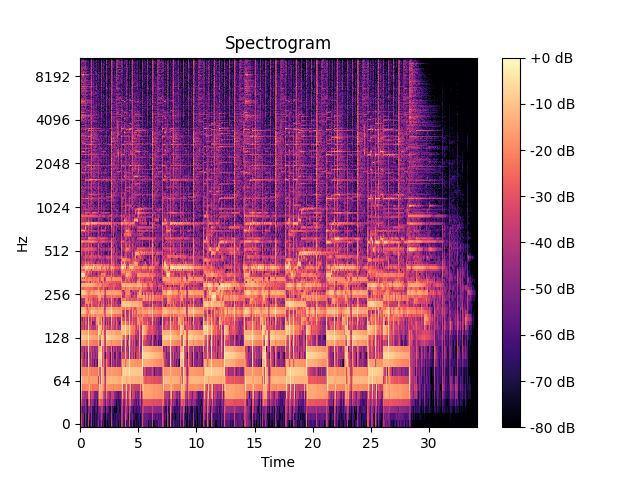 Spectrogram
8192
4096
2048
1024
512
256
128
64
0
Hz
0 5 10 15 20 25 30
Time
+0 dB
-10 dB
-20 dB
-30 dB
-40 dB
-50 dB
-60 dB
-70 dB
-80 dB